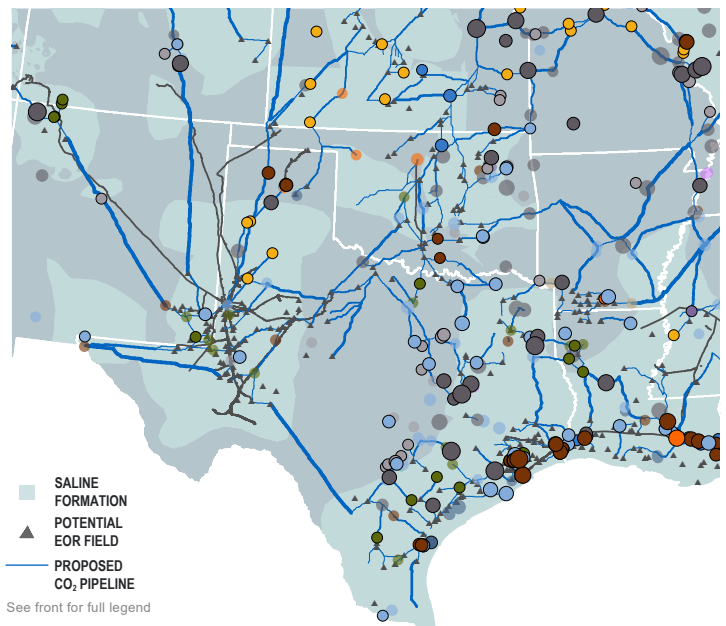 SALINE
FORMATION
POTENTIAL
EOR FIELD
PROPOSED
CO₂ PIPELINE
See front for full legend